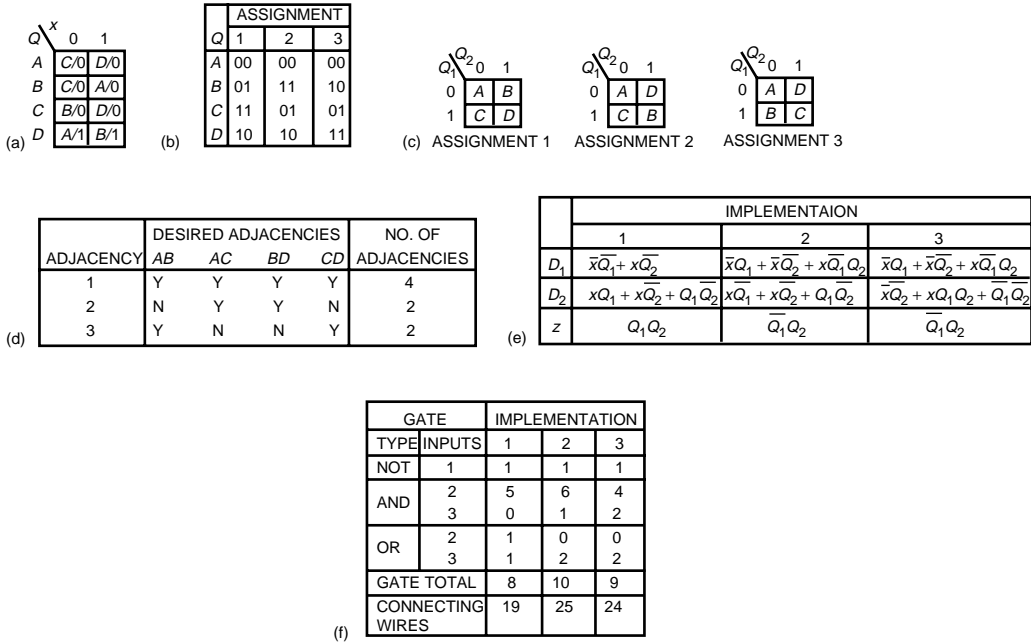 x
Q 0 1
A C/0 D/0
B C/0 A/0
C B/0 D/0
D A/1 B/1
(a)
ASSIGNMENT
Q 1 2 3
A 00 00 00
B 01 11 10
C 11 01 01
D 10 10 11
(b)
Q2
Q1 0 1
0 A B
1 C D
(c) ASSIGNMENT 1
Q2
Q1 0 1
0 A D
1 C B
ASSIGNMENT 2
Q2
Q1 0 1
0 A D
1 B C
ASSIGNMENT 3
DESIRED ADJACENCIES NO. OF
ADJACENCY AB AC BD CD ADJACENCIES
1 Y Y Y Y 4
2 N Y Y N 2
3 Y N N Y 2
(d)
IMPLEMENTAION
1 2 3
D₁ x̄Q̄₁ + xQ̄₂ x̄Q₁ + x̄Q̄₂ + xQ̄₁Q₂ x̄Q₁ + x̄Q̄₂ + xQ̄₁Q₂
D₂ xQ₁ + xQ̄₂ + Q₁Q̄₂ xQ̄₁ + xQ̄₂ + Q₁Q̄₂ x̄Q̄₂ + xQ₁Q₂ + Q̄₁Q̄₂
z Q₁Q₂ Q̄₁Q₂ Q̄₁Q₂
(e)
GATE IMPLEMENTATION
TYPE INPUTS 1 2 3
NOT 1 1 1 1
AND 2 5 6 4
3 0 1 2
OR 2 1 0 0
3 1 2 2
GATE TOTAL 8 10 9
CONNECTING 19 25 24
WIRES
(f)